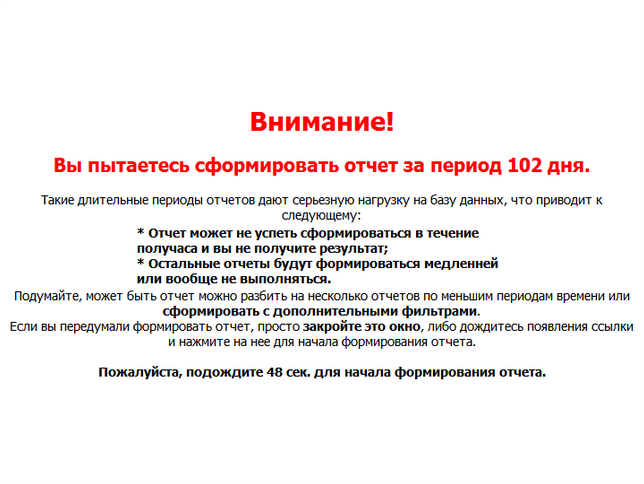 Внимание!
Вы пытаетесь сформировать отчет за период 102 дня.
Такие длительные периоды отчетов дают серьезную нагрузку на базу данных, что приводит к
следующему:
* Отчет может не успеть сформироваться в течение
получаса и вы не получите результат;
* Остальные отчеты будут формироваться медленней
или вообще не выполняться.
Подумайте, может быть отчет можно разбить на несколько отчетов по меньшим периодам времени или
сформировать с дополнительными фильтрами.
Если вы передумали формировать отчет, просто закройте это окно, либо дождитесь появления ссылки
и нажмите на нее для начала формирования отчета.
Пожалуйста, подождите 48 сек. для начала формирования отчета.